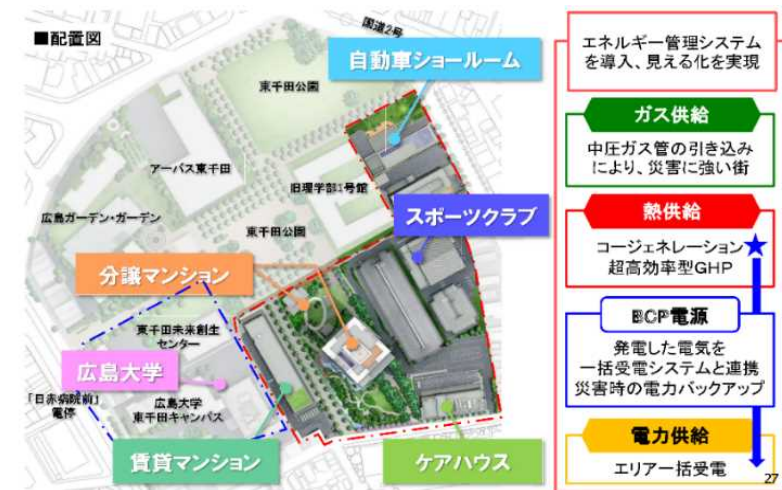 ■配置図
国道2号
自動車ショールーム
東千田公園
アーバス東千田
旧理学部1号館
広島ガーデン・ガーデン
東千田公園
スポーツクラブ
分譲マンション
東千田未来創生
センター
広島大学
「日赤病院前」
電停
広島大学
東千田キャンパス
賃貸マンション
ケアハウス
エネルギー管理システム
を導入、見える化を実現
ガス供給
中圧ガス管の引き込み
により、災害に強い街
熱供給
コージェネレーション
超高効率型GHP
BCP電源
発電した電気を
一括受電システムと連携
災害時の電力バックアップ
電力供給
エリア一括受電
27